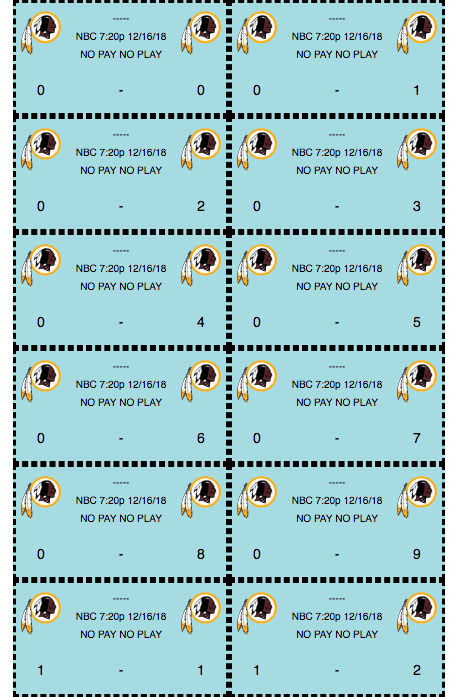 -----
NBC 7:20p 12/16/18
NO PAY NO PLAY
0 - 0
-----
NBC 7:20p 12/16/18
NO PAY NO PLAY
0 - 1
-----
NBC 7:20p 12/16/18
NO PAY NO PLAY
0 - 2
-----
NBC 7:20p 12/16/18
NO PAY NO PLAY
0 - 3
-----
NBC 7:20p 12/16/18
NO PAY NO PLAY
0 - 4
-----
NBC 7:20p 12/16/18
NO PAY NO PLAY
0 - 5
-----
NBC 7:20p 12/16/18
NO PAY NO PLAY
0 - 6
-----
NBC 7:20p 12/16/18
NO PAY NO PLAY
0 - 7
-----
NBC 7:20p 12/16/18
NO PAY NO PLAY
0 - 8
-----
NBC 7:20p 12/16/18
NO PAY NO PLAY
0 - 9
-----
NBC 7:20p 12/16/18
NO PAY NO PLAY
1 - 1
-----
NBC 7:20p 12/16/18
NO PAY NO PLAY
1 - 2